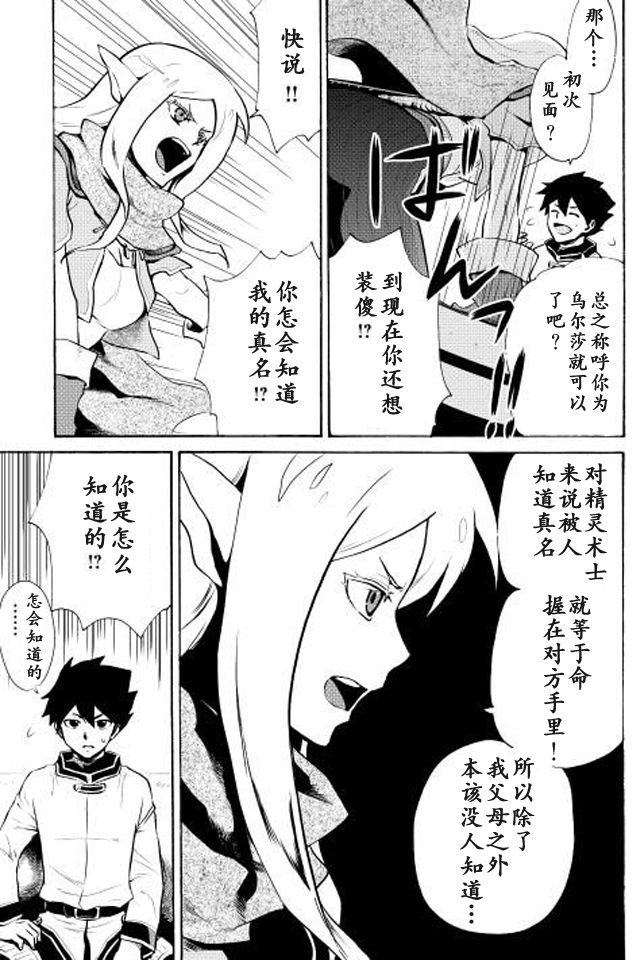 那个…
初次
见面？
总之称呼你为
乌尔莎就可以
了吧？
ばんっ
到现在你还想
装傻!?
快说
!!
你怎会知道
我的真名!?
对精灵术士
来说被人
知道真名
就等于命
握在对方手里！
所以除了
我父母之外
本该没人知道…
你是怎么
知道的!?
怎会知道的
……